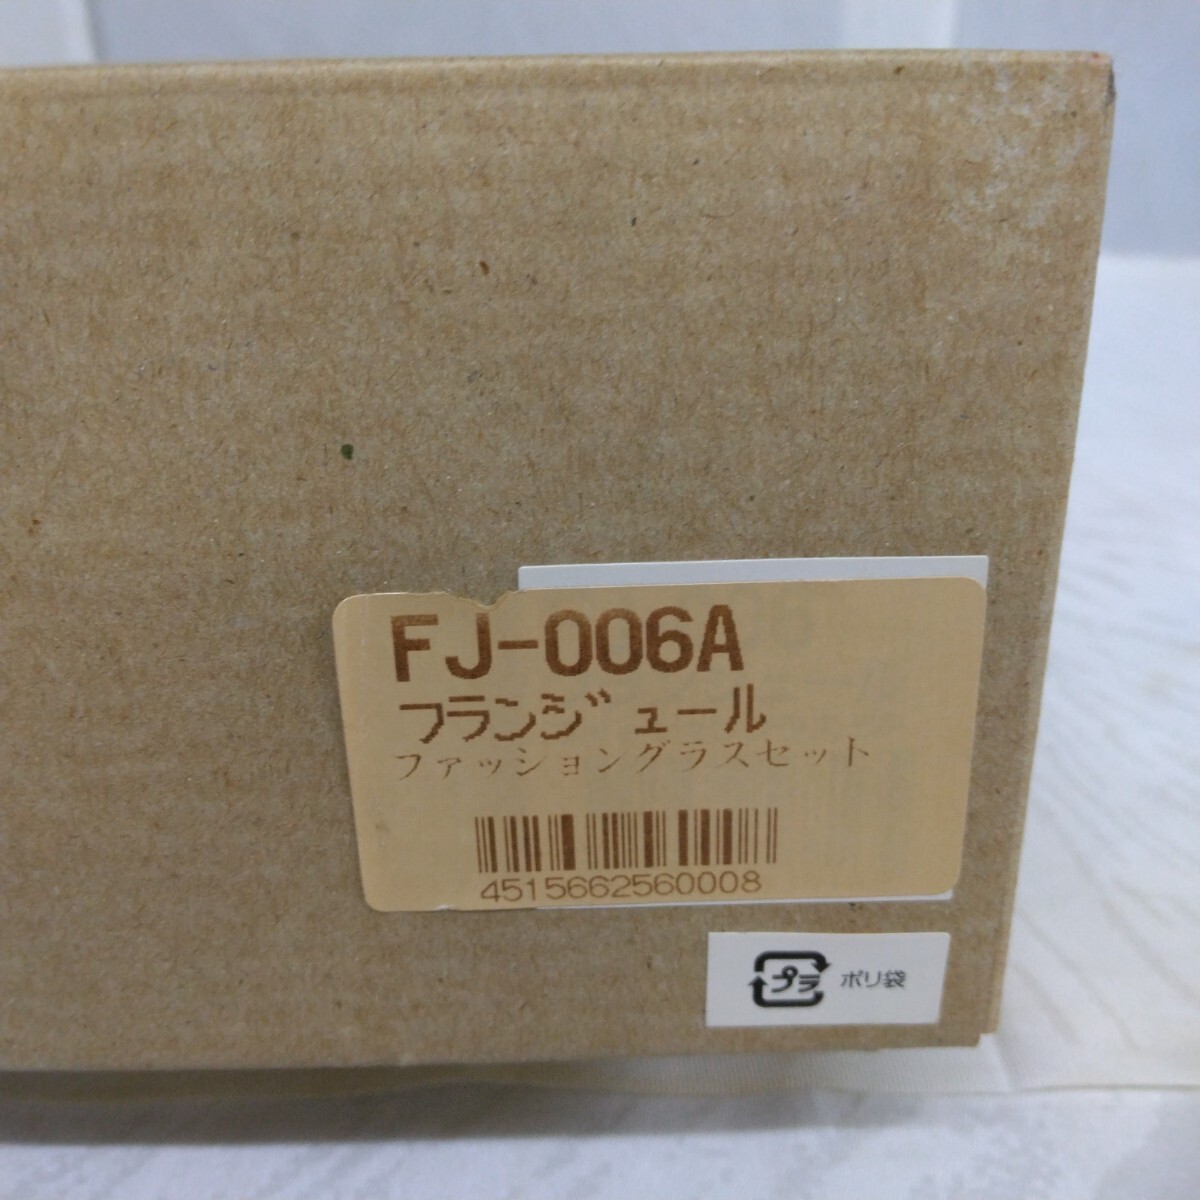 FJ-006A
フランジュール
ファッショングラスセット
4515662560008
プラ ポリ袋